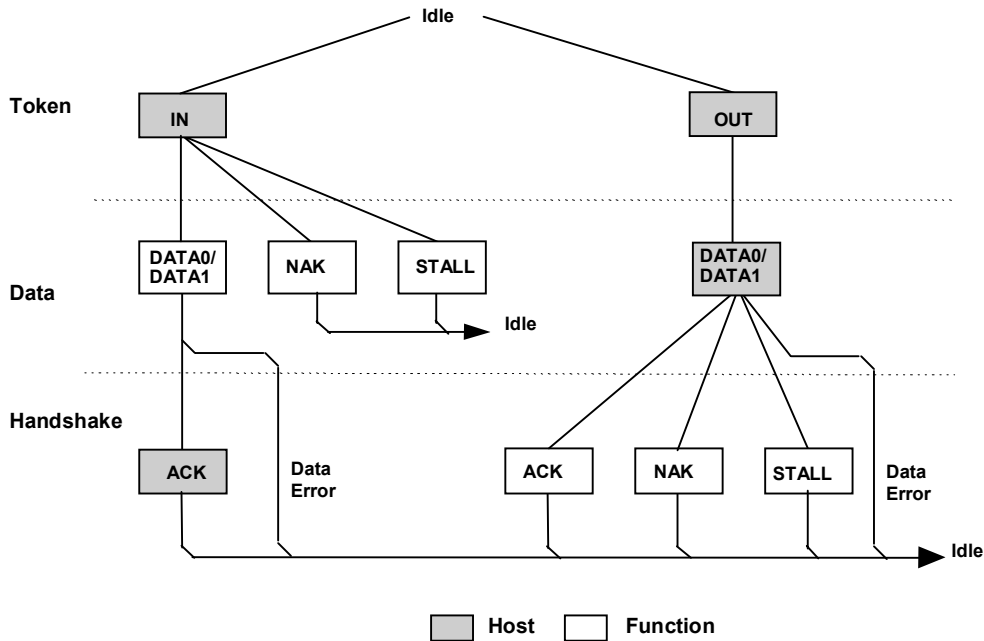 Idle
Token
IN
OUT
DATA0/
DATA1
NAK
STALL
DATA0/
DATA1
Data
Idle
Handshake
ACK
Data
Error
ACK
NAK
STALL
Data
Error
Idle
Host
Function